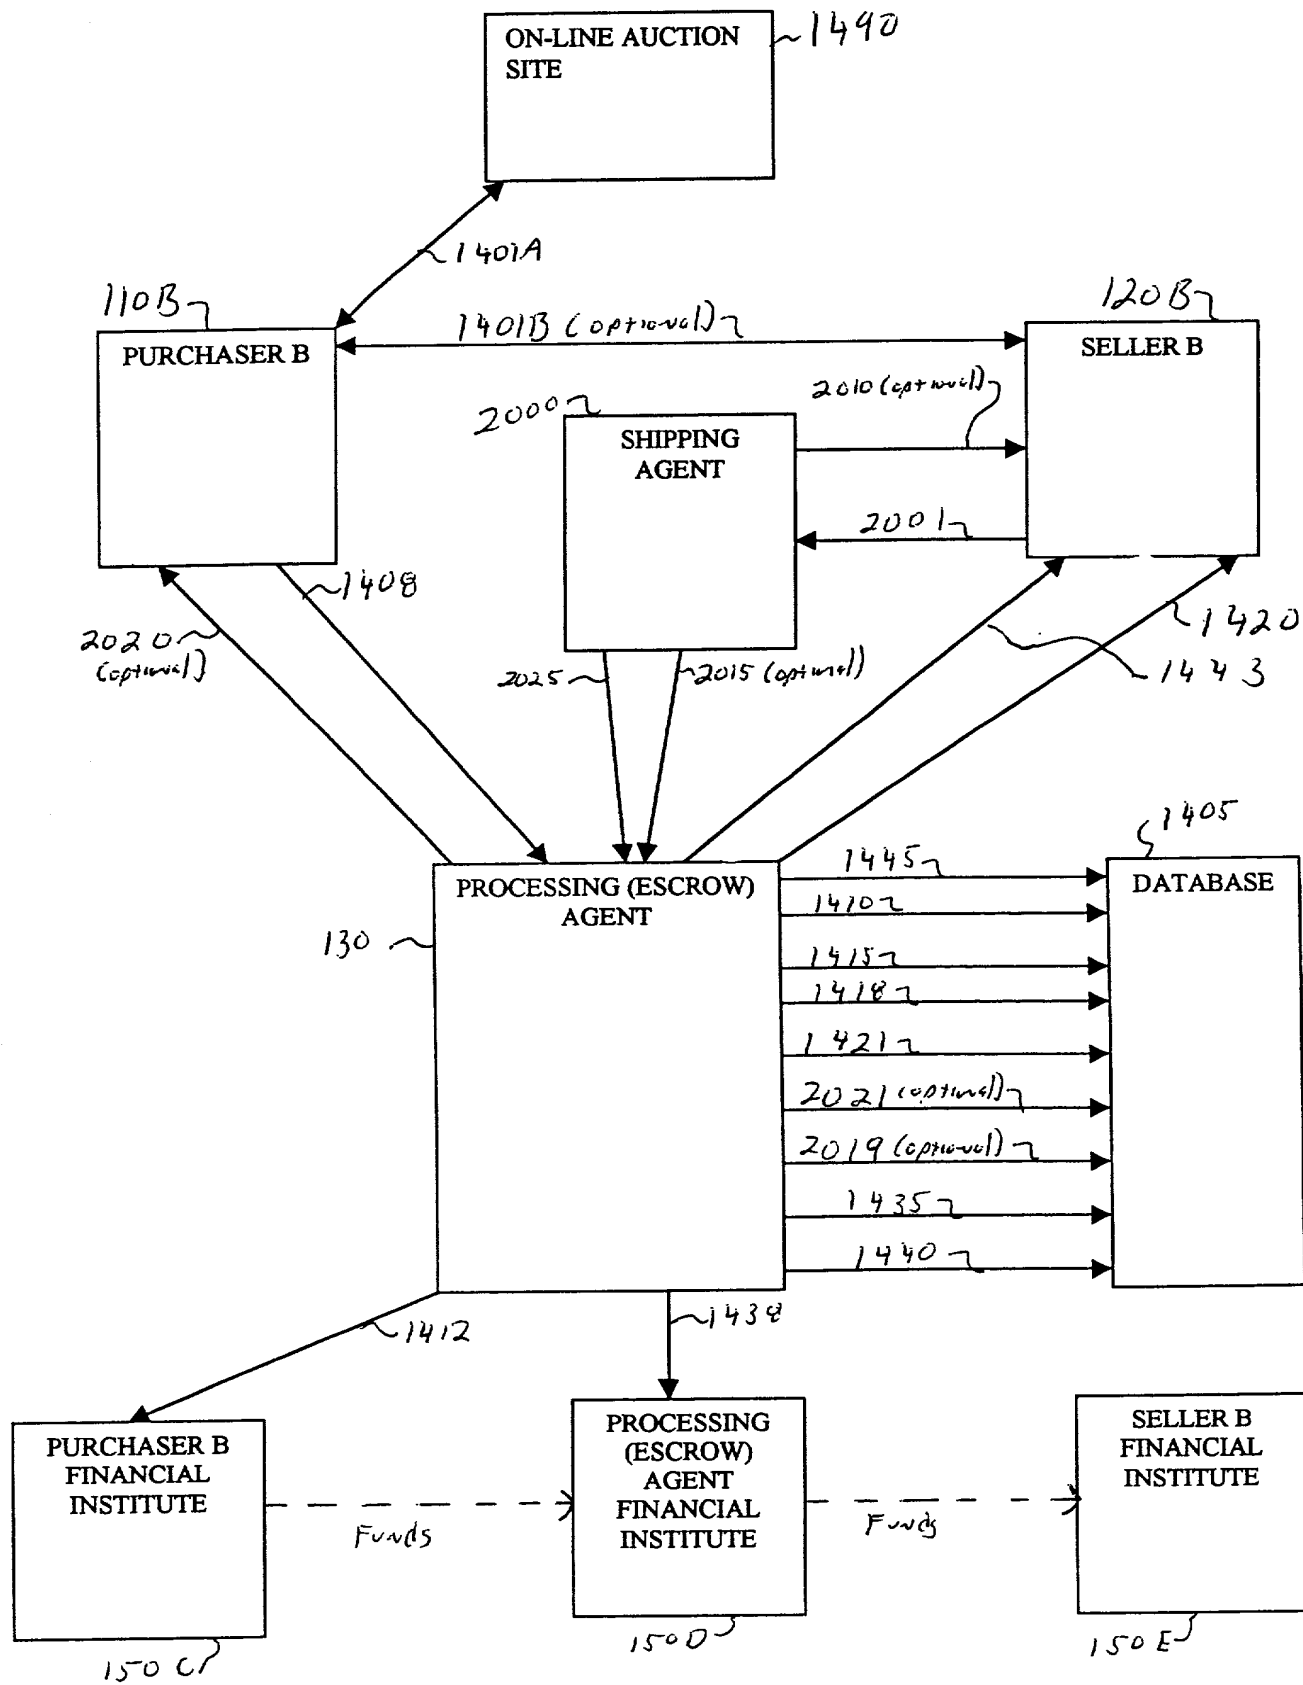 ON-LINE AUCTION
SITE
1490
1401A
110B
PURCHASER B
1401B (optional)
120B
SELLER B
2010 (optional)
2000
SHIPPING
AGENT
2001
1408
2020
(optional)
1420
1443
2025
2015 (optional)
1405
DATABASE
PROCESSING (ESCROW)
AGENT
130
1445
1410
1415
1418
1421
2021 (optional)
2019 (optional)
1435
1440
1412
1438
PURCHASER B
FINANCIAL
INSTITUTE
Funds
PROCESSING
(ESCROW)
AGENT
FINANCIAL
INSTITUTE
Funds
SELLER B
FINANCIAL
INSTITUTE
150C
150D
150E